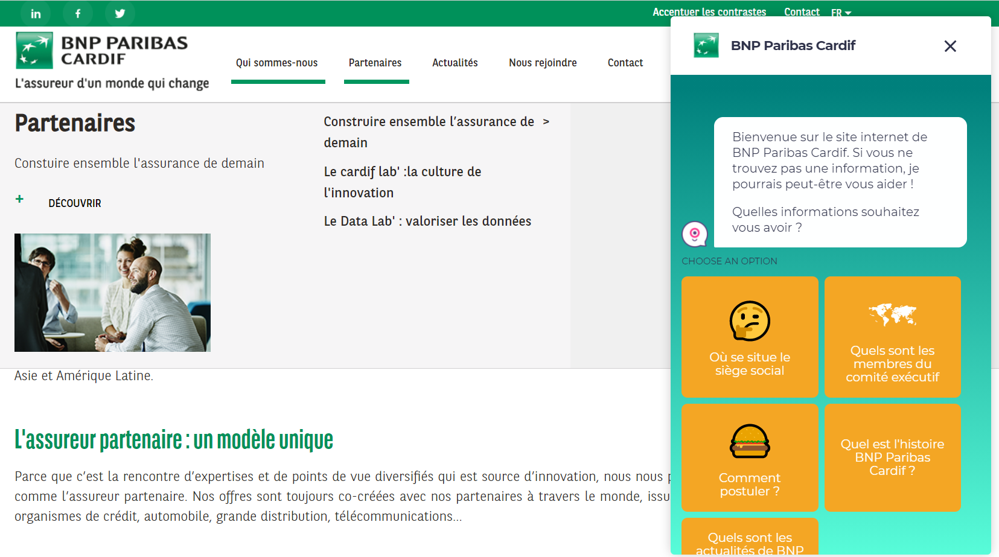 in
f
Accentuer les contrastes
Contact
FR
BNP PARIBAS
CARDIF
L'assureur d'un monde qui change
Qui sommes-nous
Partenaires
Actualités
Nous rejoindre
Contact
Partenaires
Constuire ensemble l'assurance de demain
+ DÉCOUVRIR
Construire ensemble l’assurance de >
demain
Le cardif lab' :la culture de
l'innovation
Le Data Lab' : valoriser les données
Asie et Amérique Latine.
L'assureur partenaire : un modèle unique
Parce que c’est la rencontre d’expertises et de points de vue diversifiés qui est source d’innovation, nous nous
comme l’assureur partenaire. Nos offres sont toujours co-créées avec nos partenaires à travers le monde,
organismes de crédit, automobile, grande distribution, télécommunications...
BNP Paribas Cardif
Bienvenue sur le site internet de
BNP Paribas Cardif. Si vous ne
trouvez pas une information, je
pourrais peut-être vous aider !
Quelles informations souhaitez
vous avoir ?
CHOOSE AN OPTION
Où se situe le
siège social
Quels sont les
membres du
comité exécutif
Comment
postuler ?
Quel est l'histoire
BNP Paribas
Cardif ?
Quels sont les
actualités de BNP